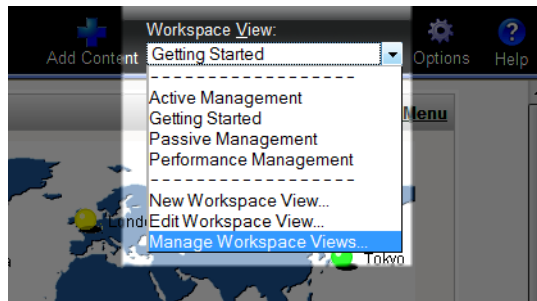 Workspace View:
Add Content
Getting Started
Options
Help
- - - - - - - - - - - - - - - - - -
Active Management
Getting Started
Passive Management
Performance Management
- - - - - - - - - - - - - - - - - -
New Workspace View...
Edit Workspace View...
Manage Workspace Views...
Menu
Tokyo